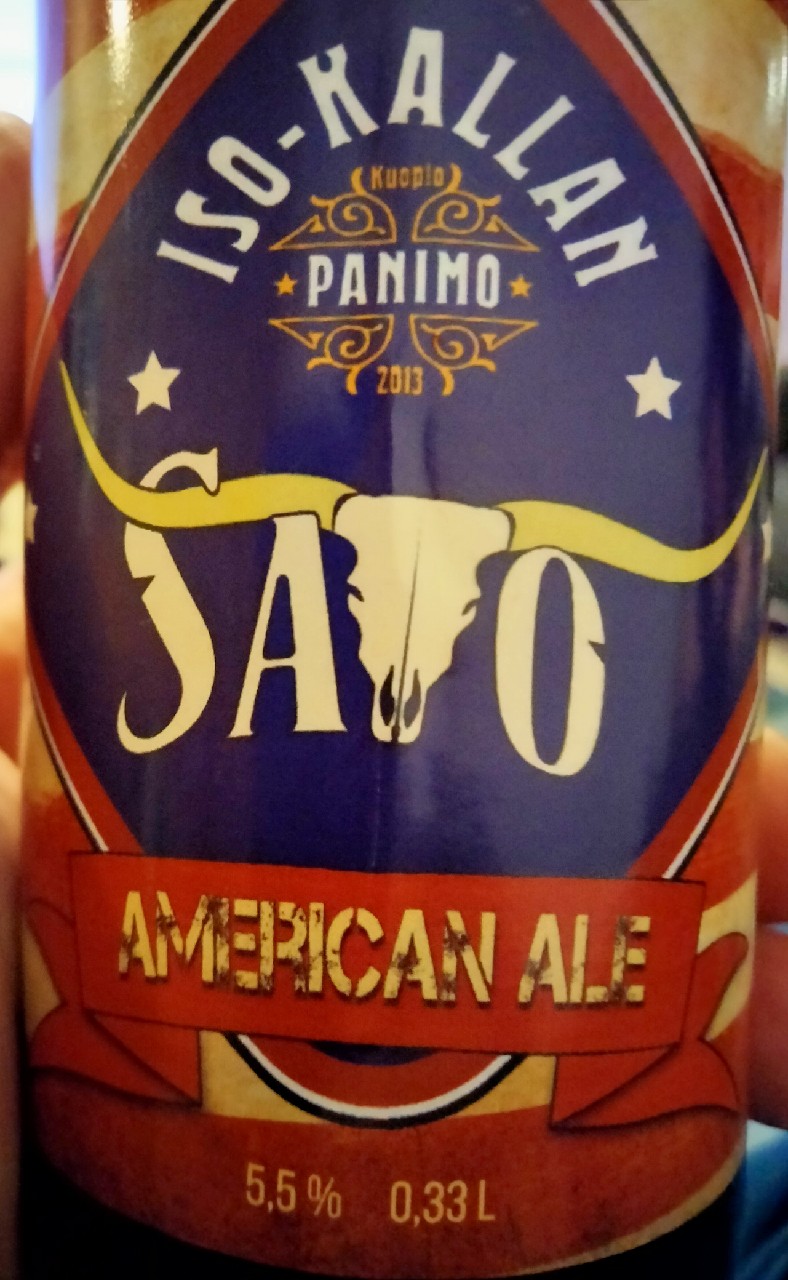 ISO-KALLAN
Kuopio
PANIMO
2013
SAVO
AMERICAN ALE
5,5 % 0,33 L